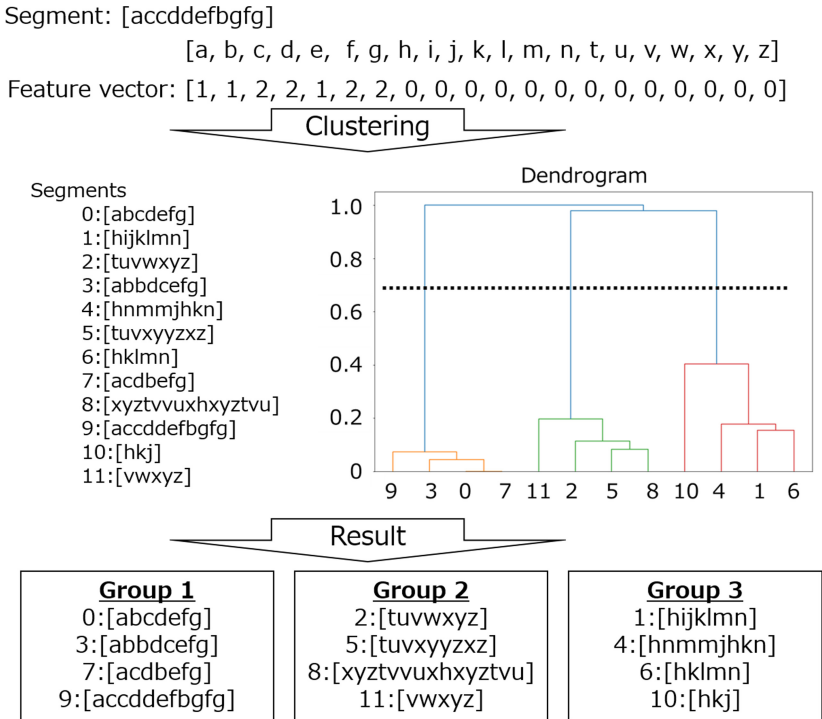 Segment: [accddefbgfg]
[a, b, c, d, e, f, g, h, i, j, k, l, m, n, t, u, v, w, x, y, z]
Feature vector: [1, 1, 2, 2, 1, 2, 2, 0, 0, 0, 0, 0, 0, 0, 0, 0, 0, 0, 0, 0, 0]
Clustering
Segments
0:[abcdefg]
1:[hijklmn]
2:[tuvwxyz]
3:[abbdcefg]
4:[hnmmjhkn]
5:[tuvxyyzxz]
6:[hklmn]
7:[acdbefg]
8:[xyztvvuxhxyztvu]
9:[accddefbgfg]
10:[hkj]
11:[vwxyz]
Dendrogram
1.0
0.8
0.6
0.4
0.2
0
9 3 0 7 11 2 5 8 10 4 1 6
Result
Group 1
0:[abcdefg]
3:[abbdcefg]
7:[acdbefg]
9:[accddefbgfg]
Group 2
2:[tuvwxyz]
5:[tuvxyyzxz]
8:[xyztvvuxhxyztvu]
11:[vwxyz]
Group 3
1:[hijklmn]
4:[hnmmjhkn]
6:[hklmn]
10:[hkj]